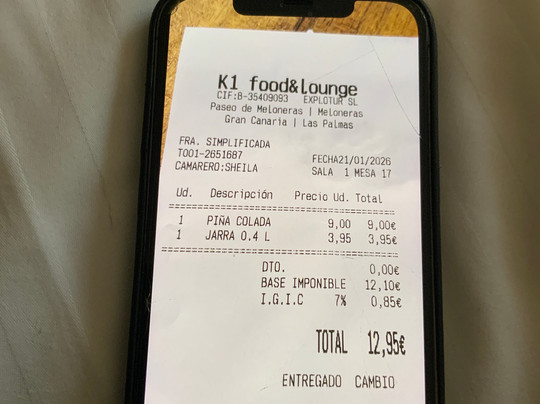 K1 food&lounge
CIF:B-35409093 EXPLOTUR SL
Paseo de Meloneras | Meloneras
Gran Canaria | Las Palmas
FRA. SIMPLIFICADA
T001-2651687 FECHA21/01/2026
CAMARERO:SHEILA SALA 1 MESA 17
Ud. Descripción Precio Ud. Total
1 PIÑA COLADA 9,00 9,00€
1 JARRA 0.4 L 3,95 3,95€
DTO. 0,00€
BASE IMPONIBLE 12,10€
I.G.I.C 7% 0,85€
TOTAL 12,95€
ENTREGADO CAMBIO